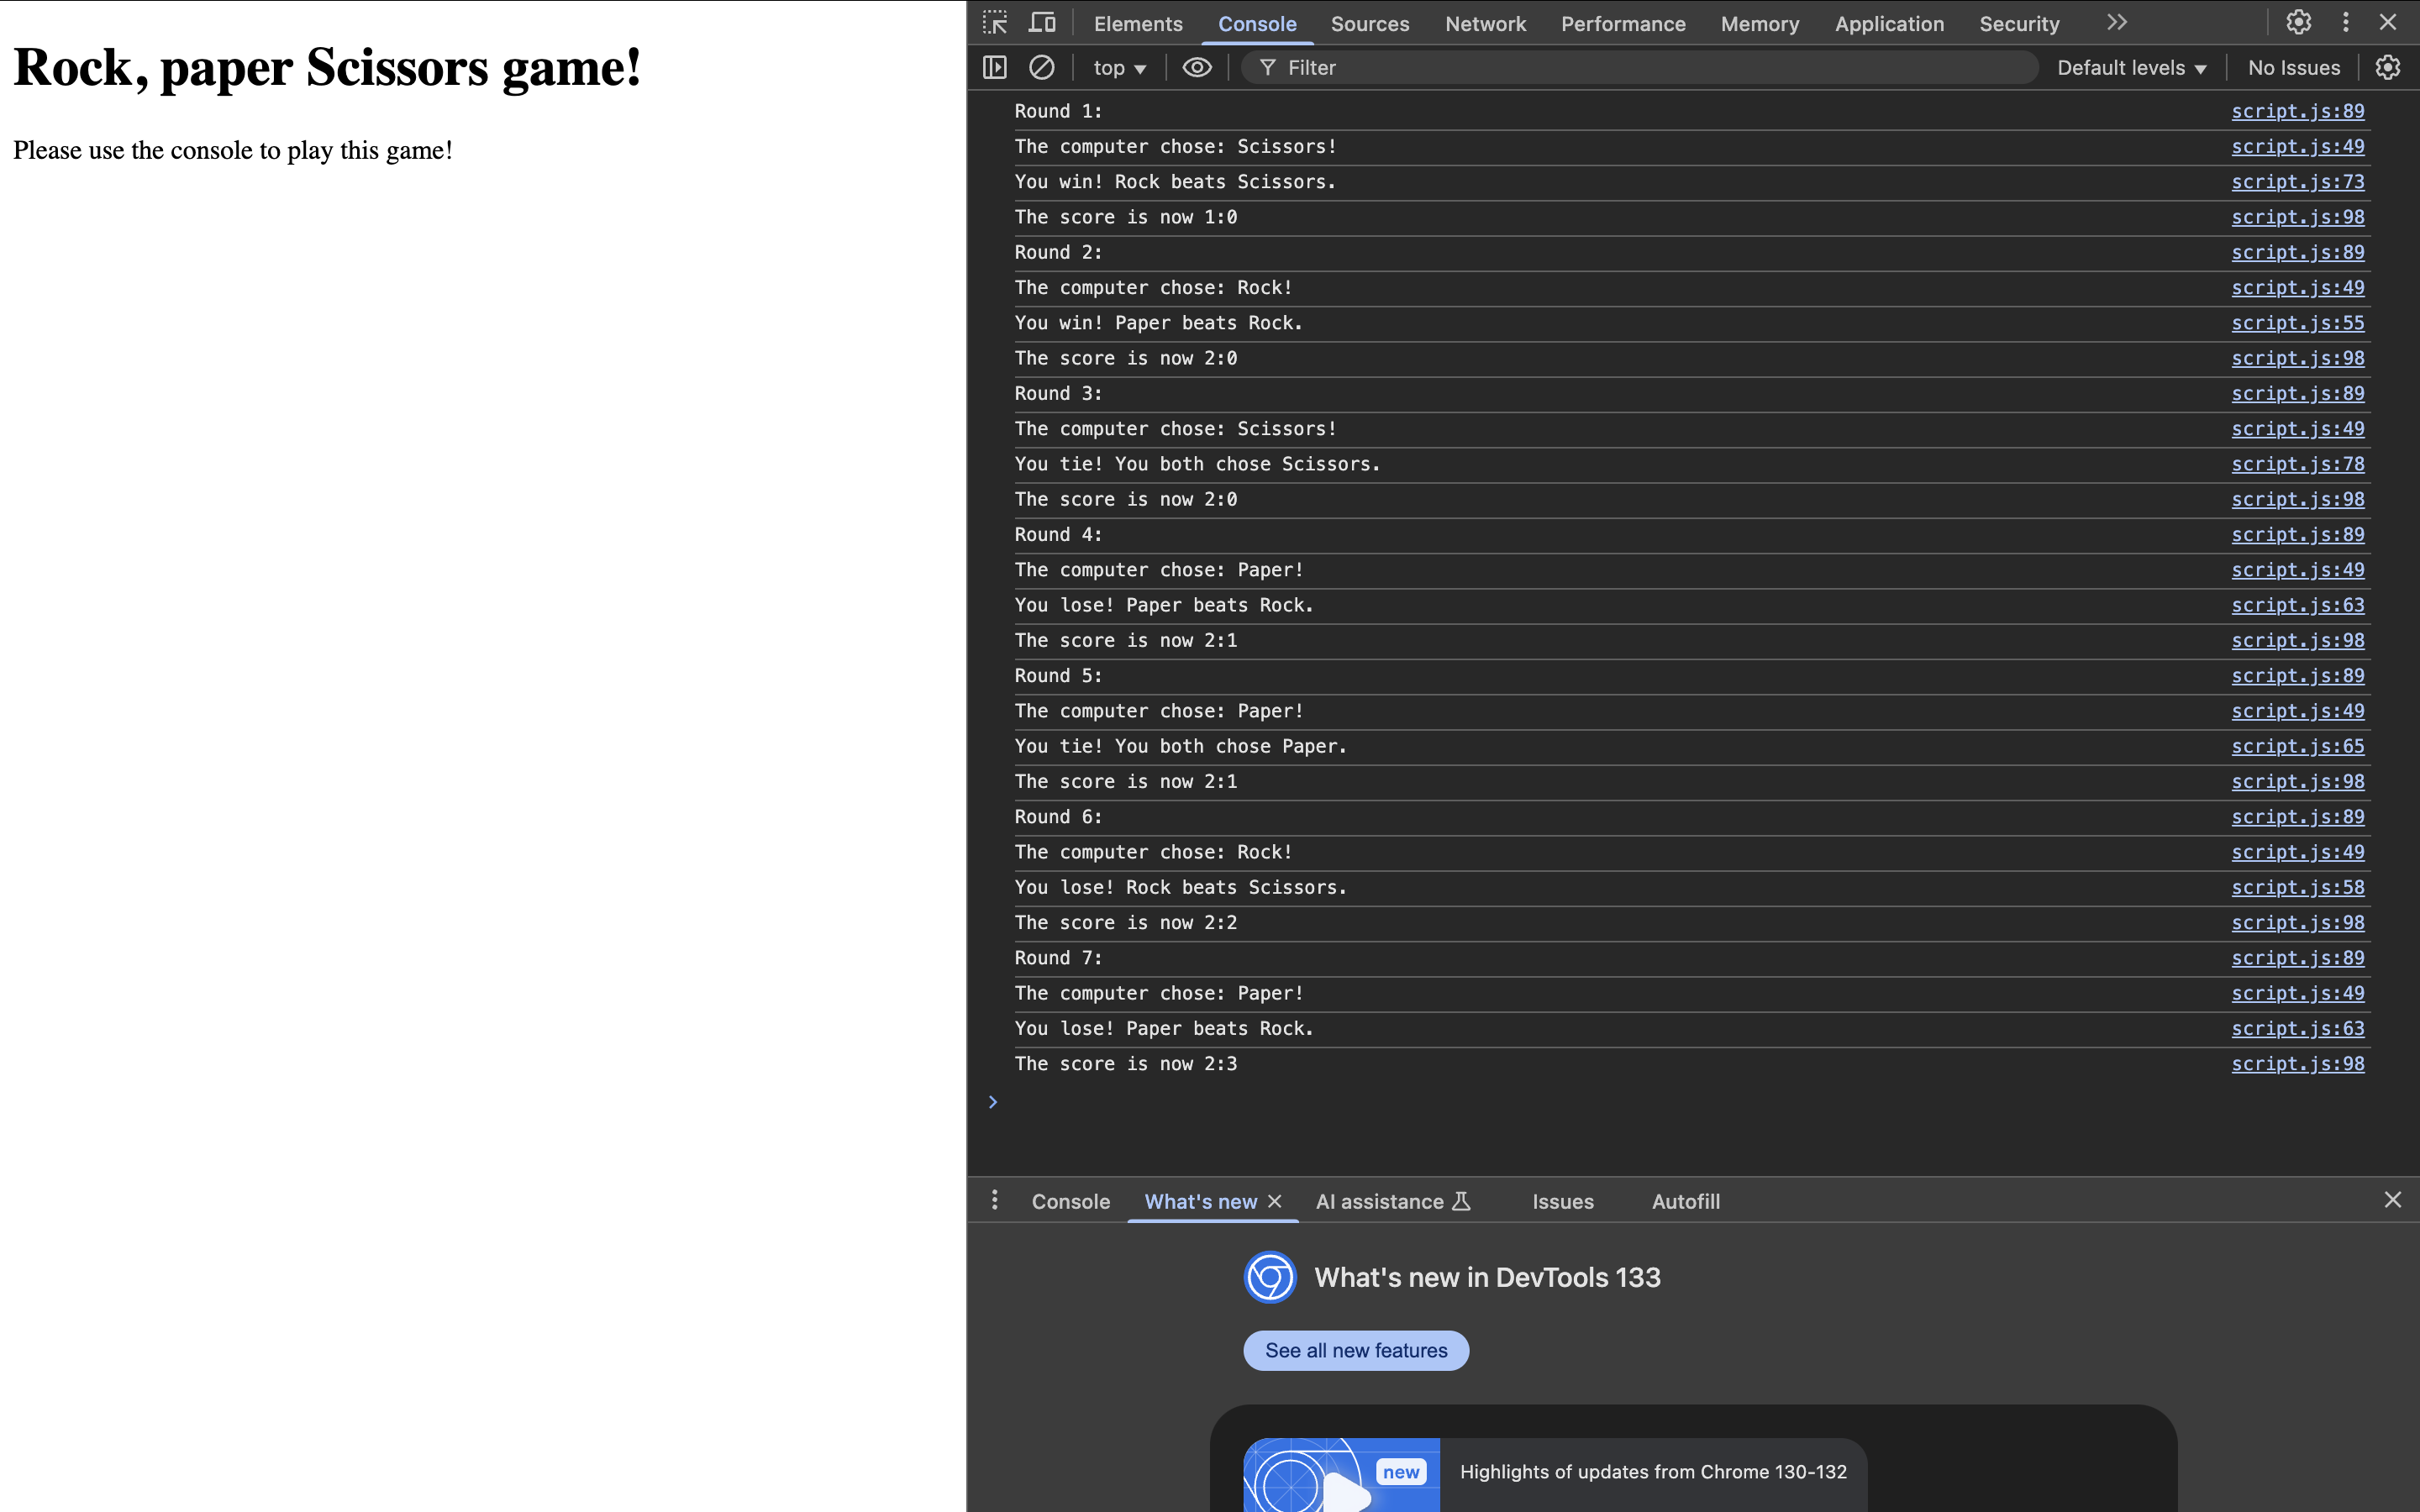 Rock, paper Scissors game!
Please use the console to play this game!
Elements Console Sources Network Performance Memory Application Security
top Filter Default levels No Issues
Round 1: script.js:89
The computer chose: Scissors! script.js:49
You win! Rock beats Scissors. script.js:73
The score is now 1:0 script.js:98
Round 2: script.js:89
The computer chose: Rock! script.js:49
You win! Paper beats Rock. script.js:55
The score is now 2:0 script.js:98
Round 3: script.js:89
The computer chose: Scissors! script.js:49
You tie! You both chose Scissors. script.js:78
The score is now 2:0 script.js:98
Round 4: script.js:89
The computer chose: Paper! script.js:49
You lose! Paper beats Rock. script.js:63
The score is now 2:1 script.js:98
Round 5: script.js:89
The computer chose: Paper! script.js:49
You tie! You both chose Paper. script.js:65
The score is now 2:1 script.js:98
Round 6: script.js:89
The computer chose: Rock! script.js:49
You lose! Rock beats Scissors. script.js:58
The score is now 2:2 script.js:98
Round 7: script.js:89
The computer chose: Paper! script.js:49
You lose! Paper beats Rock. script.js:63
The score is now 2:3 script.js:98
Console What's new AI assistance Issues Autofill
What's new in DevTools 133
See all new features
new Highlights of updates from Chrome 130-132